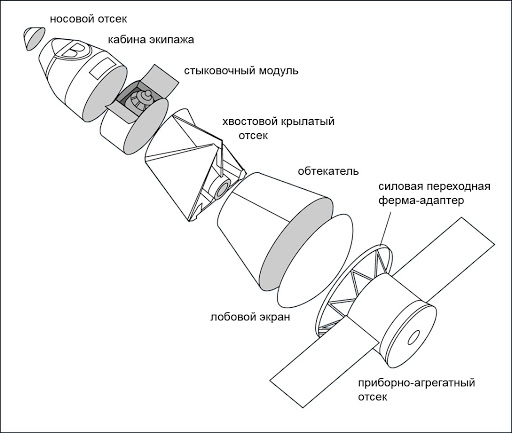 носовой отсек
кабина экипажа
стыковочный модуль
хвостовой крылатый
отсек
обтекатель
силовая переходная
ферма-адаптер
лобовой экран
приборно-агрегатный
отсек